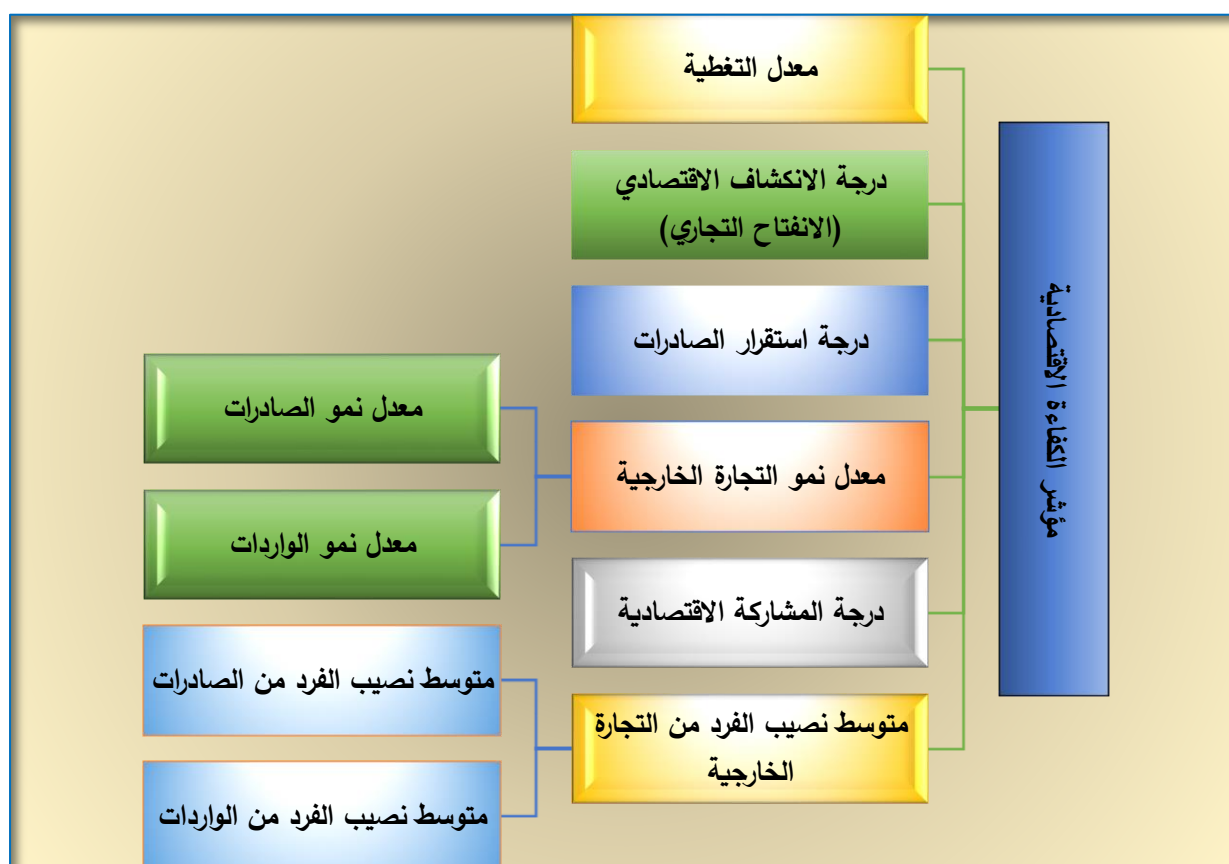 مؤشر الكفاءة الاقتصادية
معدل التغطية
درجة الانكشاف الاقتصادي
(الانفتاح التجاري)
درجة استقرار الصادرات
معدل نمو التجارة الخارجية
معدل نمو الصادرات
معدل نمو الواردات
درجة المشاركة الاقتصادية
متوسط نصيب الفرد من التجارة
الخارجية
متوسط نصيب الفرد من الصادرات
متوسط نصيب الفرد من الواردات